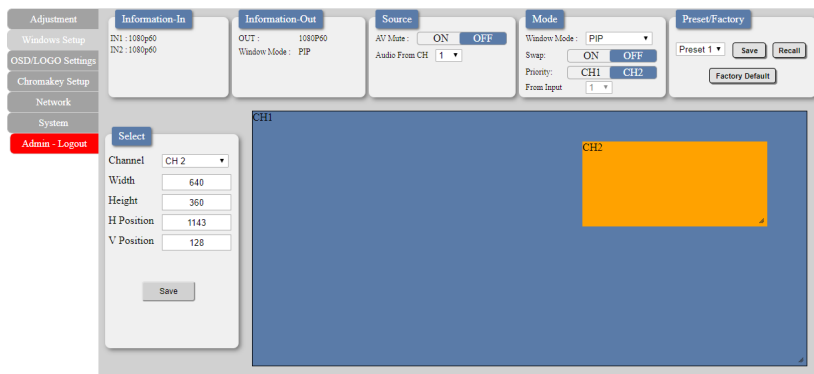 Adjustment
Windows Setup
OSD/LOGO Settings
Chromakey Setup
Network
System
Admin - Logout
Information-In
IN1 : 1080p60
IN2 : 1080p60
Information-Out
OUT : 1080P60
Window Mode : PIP
Source
AV Mute : ON OFF
Audio From CH 1
Mode
Window Mode : PIP
Swap: ON OFF
Priority: CH1 CH2
From Input 1
Preset/Factory
Preset 1 Save Recall
Factory Default
Select
Channel CH 2
Width 640
Height 360
H Position 1143
V Position 128
Save
CH1
CH2